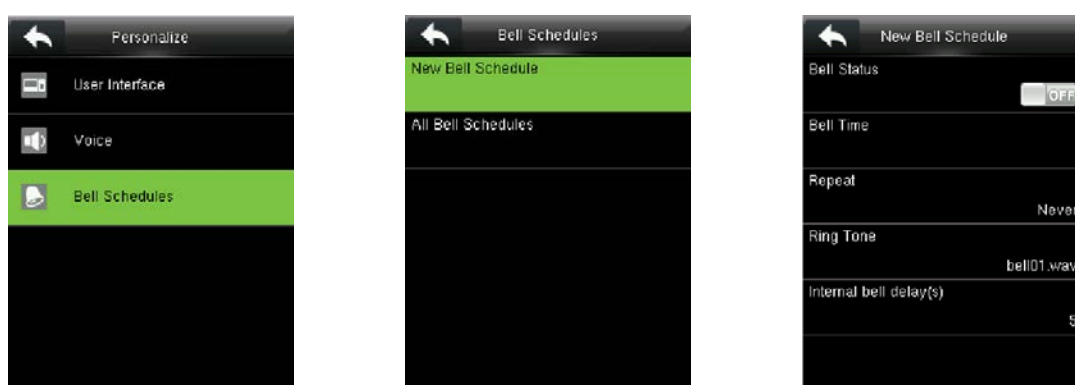 Personalize
User Interface
Voice
Bell Schedules
Bell Schedules
New Bell Schedule
All Bell Schedules
New Bell Schedule
Bell Status
OFF
Bell Time
Repeat
Never
Ring Tone
bell01.wav
Internal bell delay(s)
5